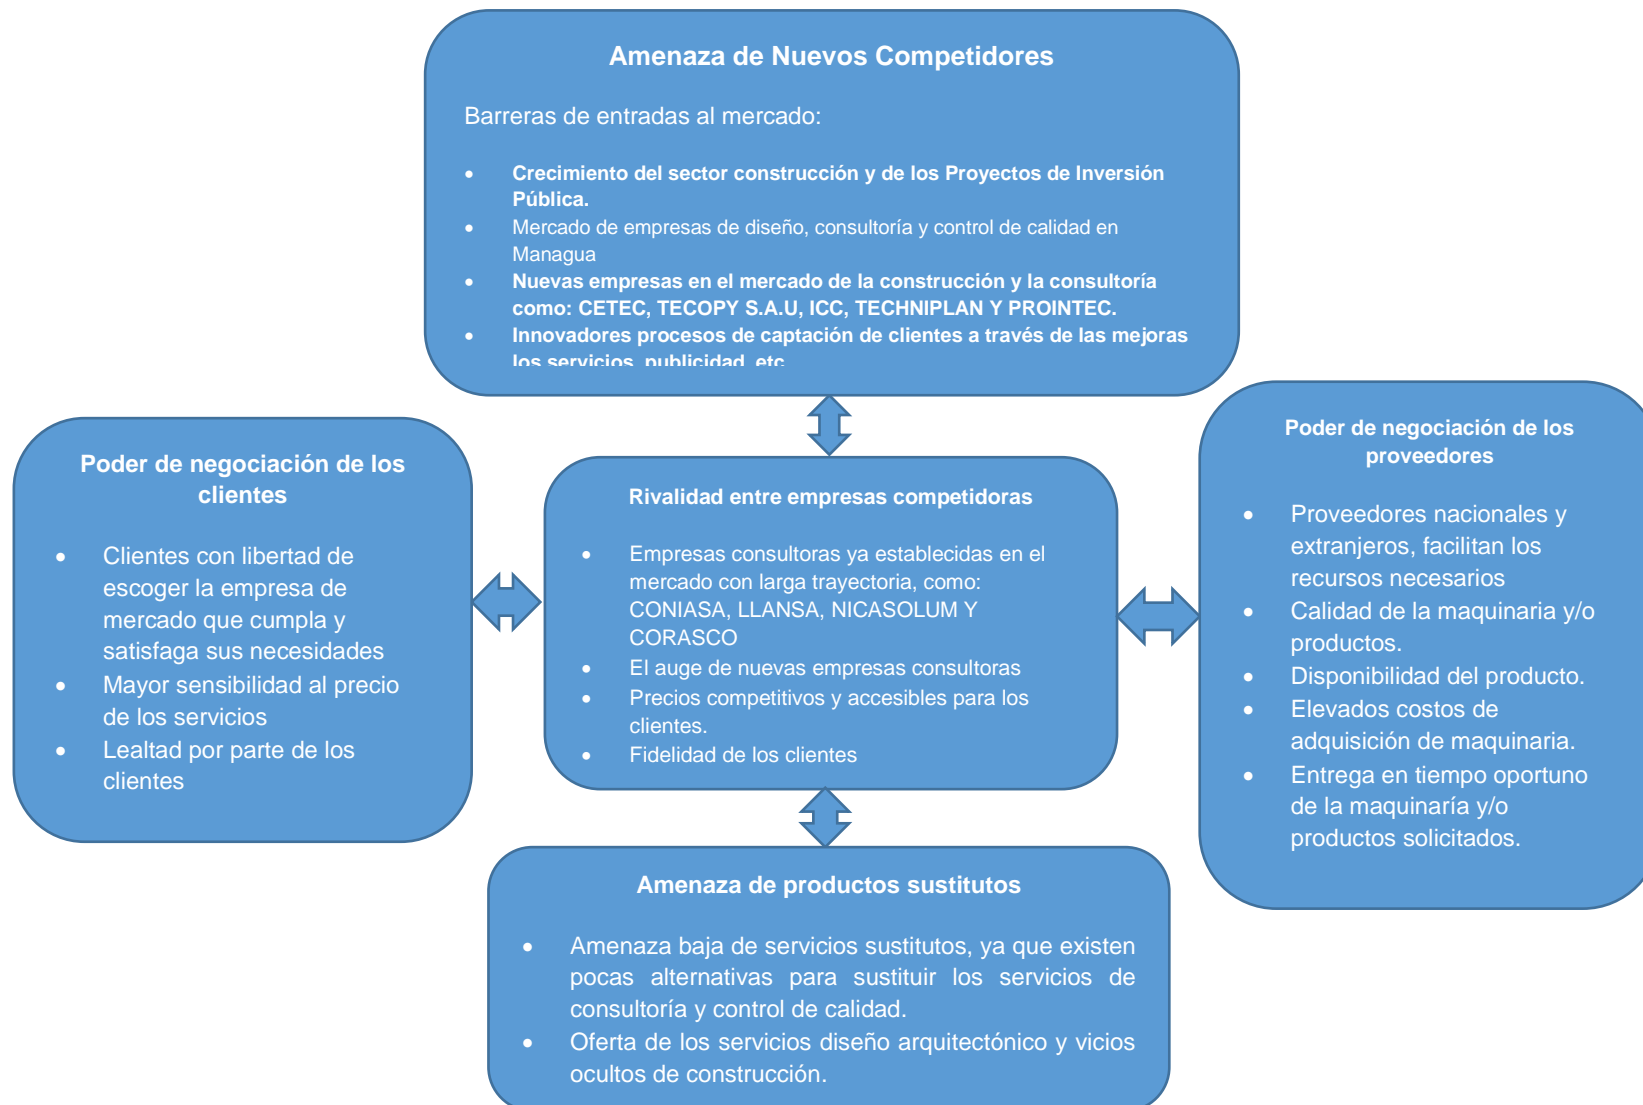 Amenaza de Nuevos Competidores
Barreras de entradas al mercado:
• Crecimiento del sector construcción y de los Proyectos de Inversión
Pública.
• Mercado de empresas de diseño, consultoría y control de calidad en
Managua
• Nuevas empresas en el mercado de la construcción y la consultoría
como: CETEC, TECOPY S.A.U, ICC, TECHNIPLAN Y PROINTEC.
• Innovadores procesos de captación de clientes a través de las mejoras
los servicios, publicidad, etc
Poder de negociación de los
clientes
• Clientes con libertad de
escoger la empresa de
mercado que cumpla y
satisfaga sus necesidades
• Mayor sensibilidad al precio
de los servicios
• Lealtad por parte de los
clientes
Rivalidad entre empresas competidoras
• Empresas consultoras ya establecidas en el
mercado con larga trayectoria, como:
CONIASA, LLANSA, NICASOLUM Y
CORASCO
• El auge de nuevas empresas consultoras
• Precios competitivos y accesibles para los
clientes.
• Fidelidad de los clientes
Poder de negociación de los
proveedores
• Proveedores nacionales y
extranjeros, facilitan los
recursos necesarios
• Calidad de la maquinaria y/o
productos.
• Disponibilidad del producto.
• Elevados costos de
adquisición de maquinaria.
• Entrega en tiempo oportuno
de la maquinaría y/o
productos solicitados.
Amenaza de productos sustitutos
• Amenaza baja de servicios sustitutos, ya que existen
pocas alternativas para sustituir los servicios de
consultoría y control de calidad.
• Oferta de los servicios diseño arquitectónico y vicios
ocultos de construcción.